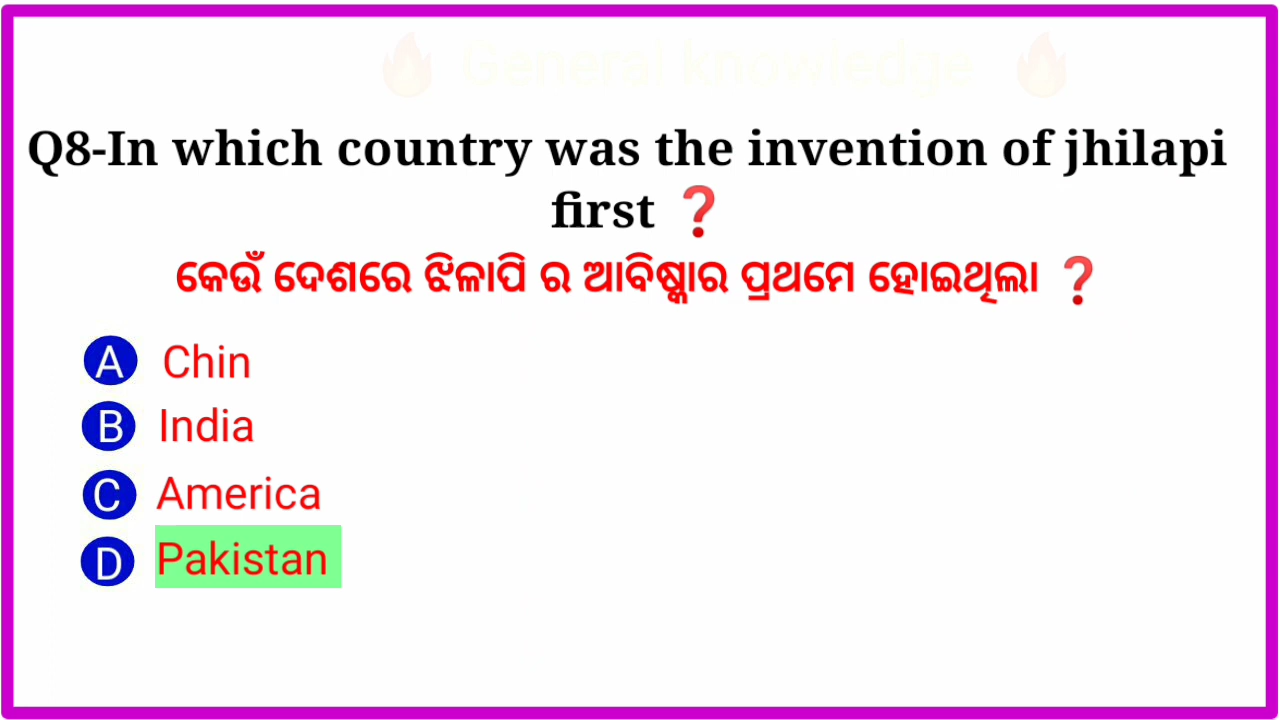 🔥 General knowledge 🔥
Q8-In which country was the invention of jhilapi
first ❓
କେଉଁ ଦେଶରେ ଝିଳାପି ର ଆବିଷ୍କାର ପ୍ରଥମେ ହୋଇଥିଲା ❓
A Chin
B India
C America
D Pakistan